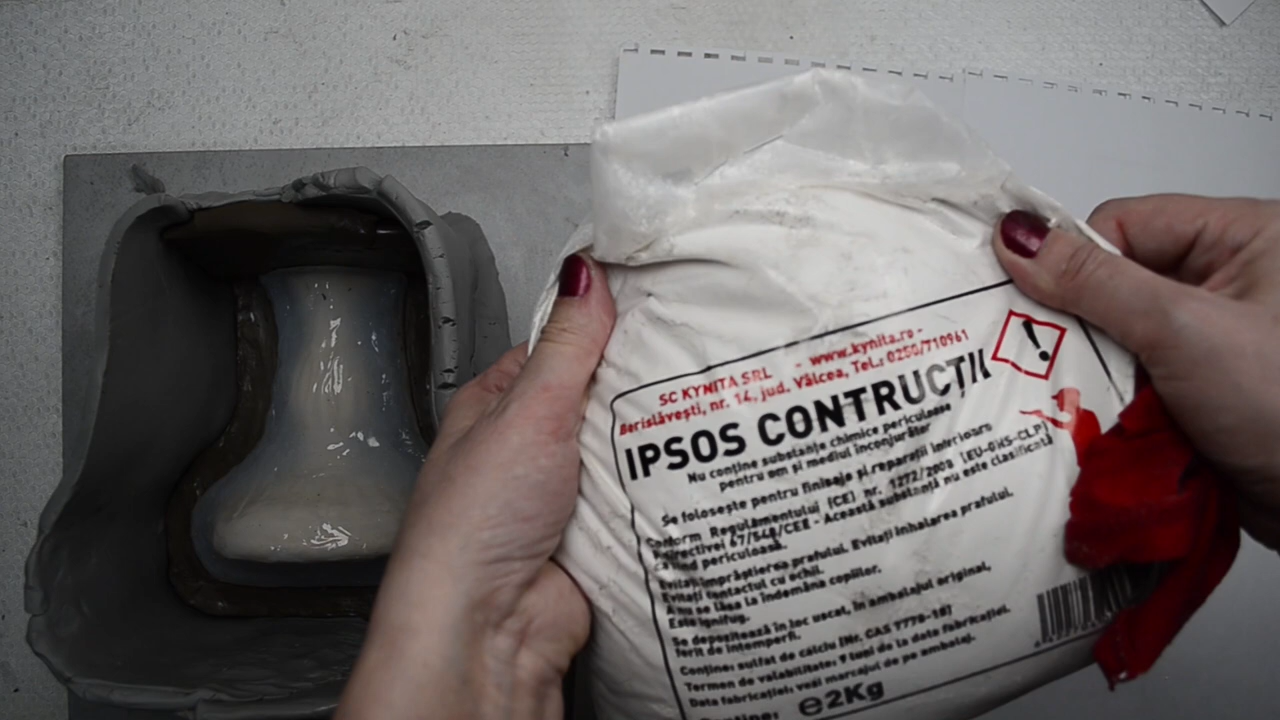 SC KYNITA SRL - www.kynita.ro -
Berislăvești, nr. 14, jud. Vâlcea, Tel.: 0250/710961
IPSOS CONTRUCȚII
Nu conține substanțe chimice periculoase
pentru om și mediul inconjurător
Se folosește pentru finisaje și reparații interioare
Conform Regulamentului (CE) nr. 1272/2008 [EU-GHS-CLP]
Directivei 67/548/CEE - Această substanță nu este clasificată
ca fiind periculoasă.
Evitați împrăștierea prafului. Evitați inhalarea prafului.
Evitați contactul cu ochii.
A nu se lăsa la îndemâna copiilor.
Este ignifug.
Se depozitează în loc uscat, în ambalajul original,
ferit de intemperii.
Conține: sulfat de calciu (Nr. CAS 7778-18)
Termen de valabilitate: 9 luni de la data fabricației.
Data fabricației: vezi marcajul de pe ambalaj.
℮2Kg